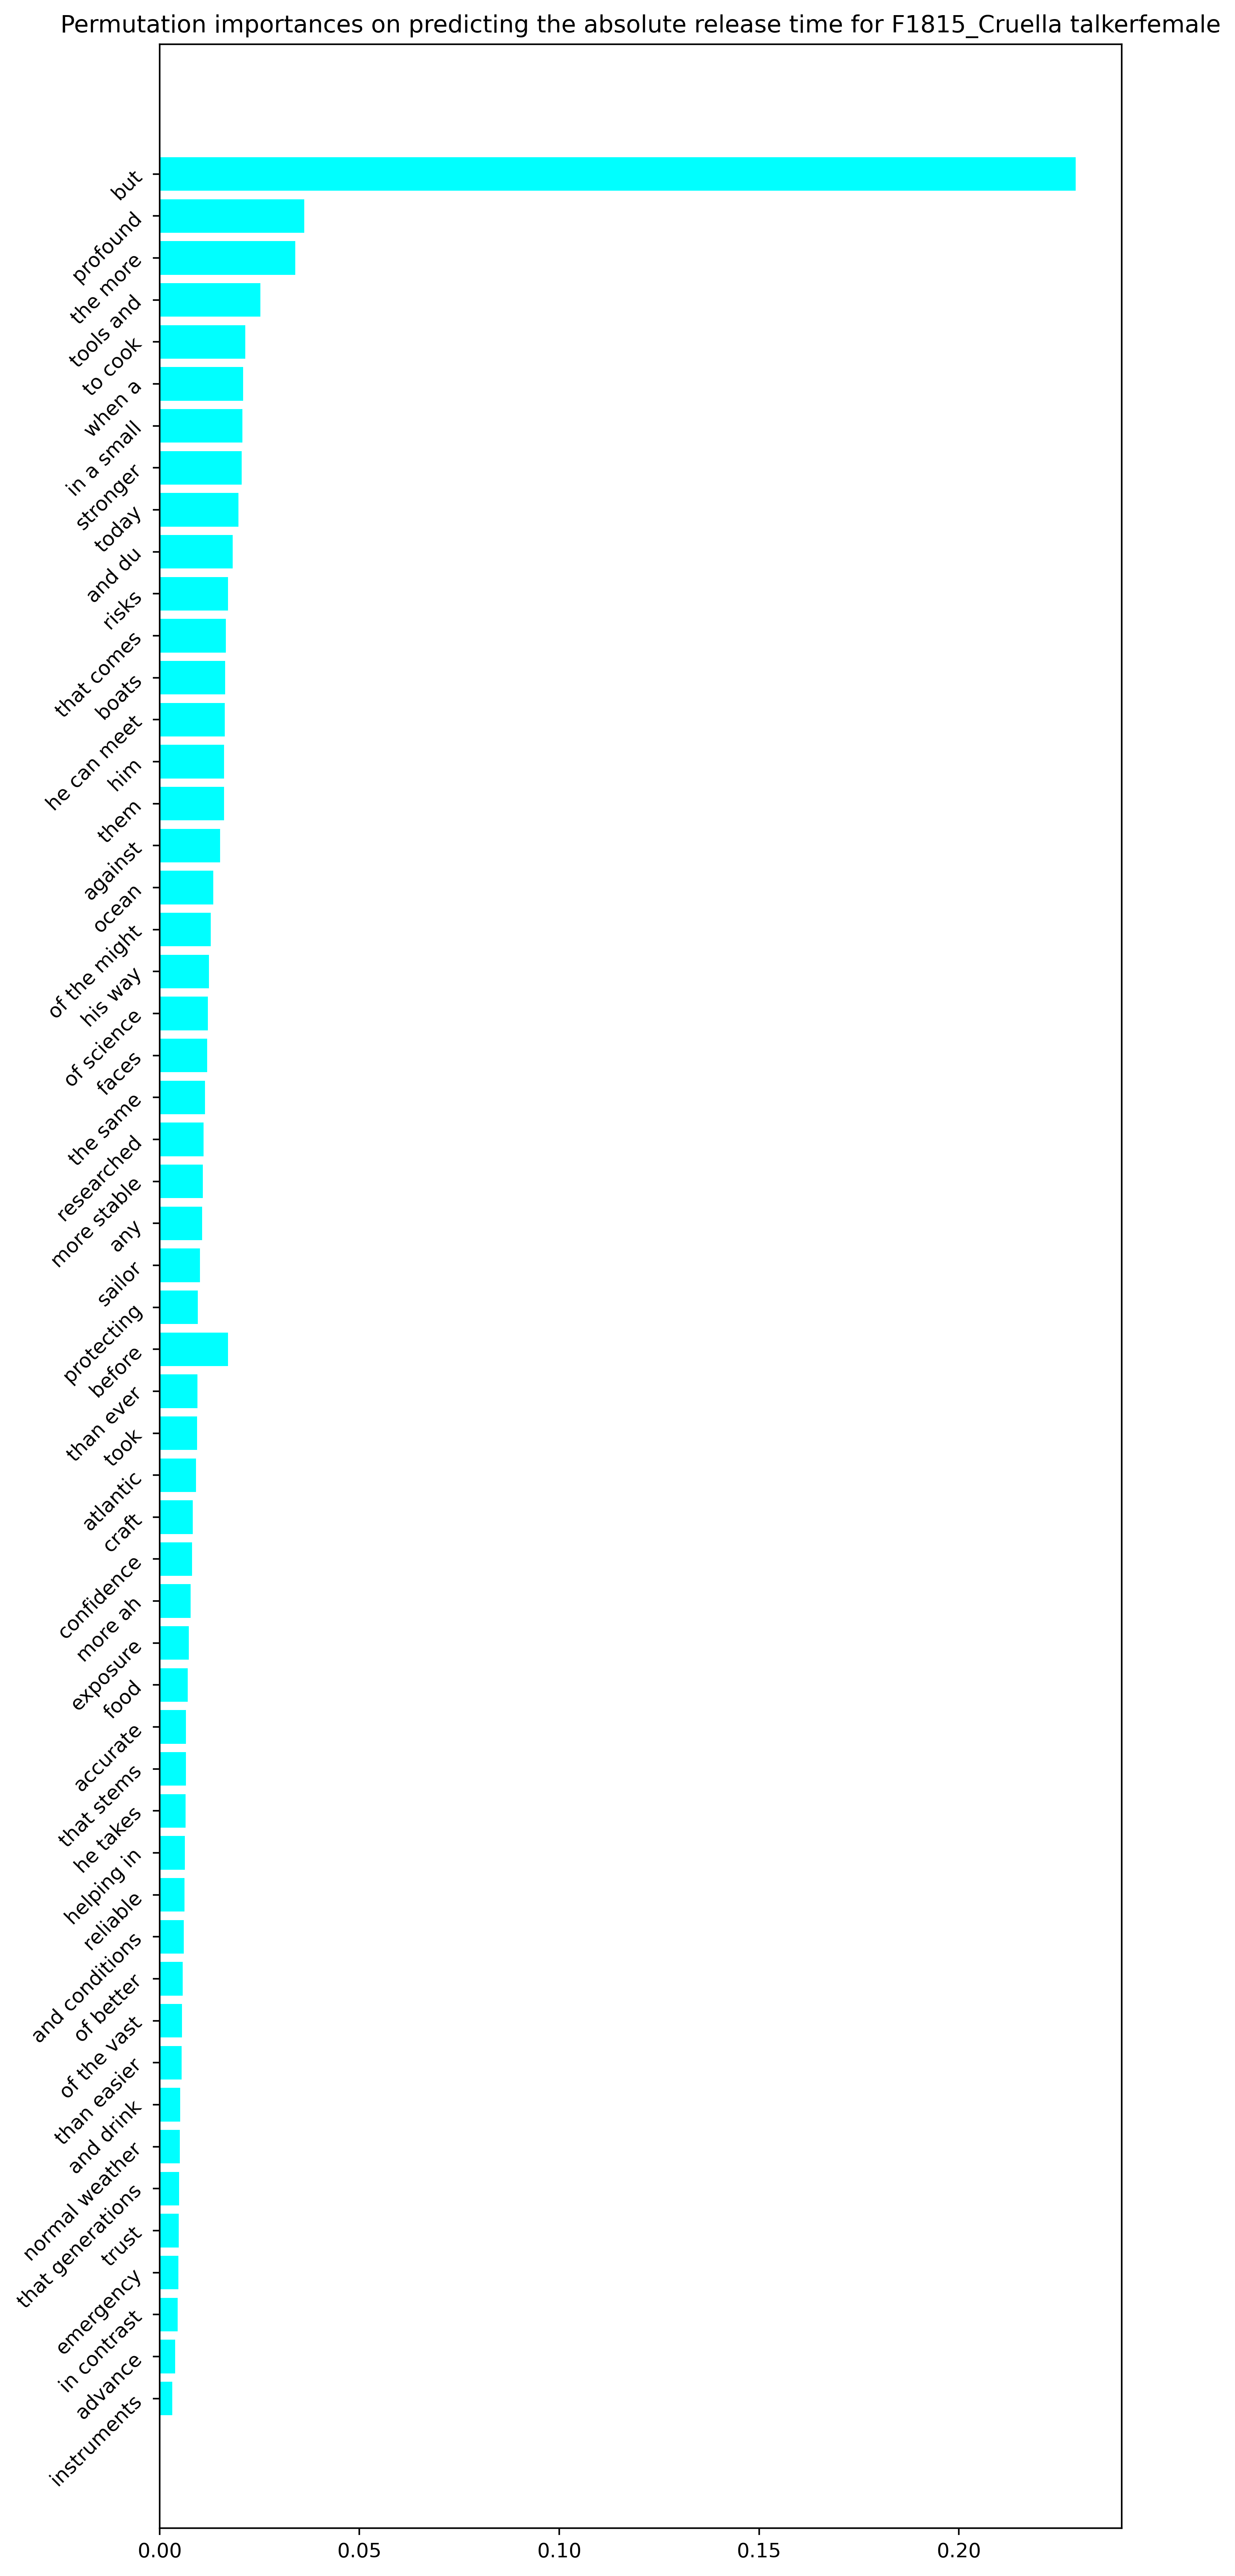 Permutation importances on predicting the absolute release time for F1815_Cruella talkerfemale
but
profound
the more
tools and
to cook
when a
in a small
stronger
today
and du
risks
that comes
boats
he can meet
him
them
against
ocean
of the might
his way
of science
faces
the same
researched
more stable
any
sailor
protecting
before
than ever
took
atlantic
craft
confidence
more ah
exposure
food
accurate
that stems
he takes
helping in
reliable
and conditions
of better
of the vast
than easier
and drink
normal weather
that generations
trust
emergency
in contrast
advance
instruments
0.00 0.05 0.10 0.15 0.20